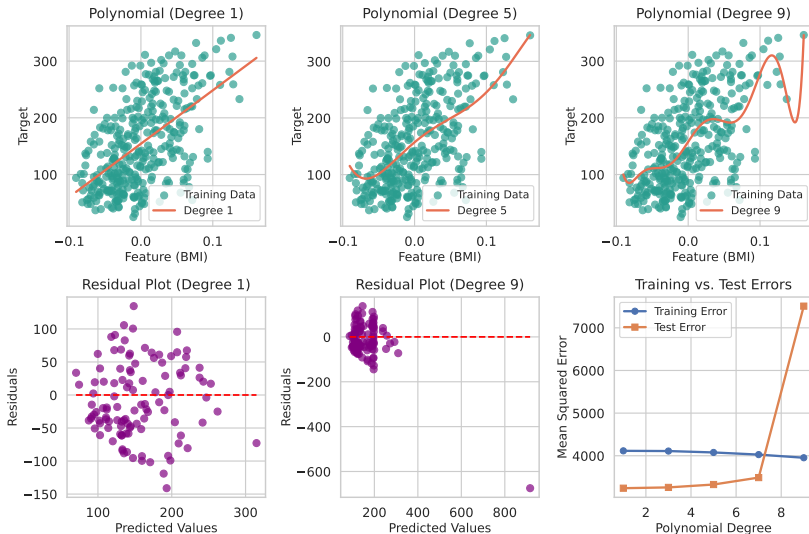 Polynomial (Degree 1)
Target
300
200
100
−0.1
0.0
0.1
Feature (BMI)
Training Data
Degree 1
Polynomial (Degree 5)
Target
300
200
100
−0.1
0.0
0.1
Feature (BMI)
Training Data
Degree 5
Polynomial (Degree 9)
Target
300
200
100
−0.1
0.0
0.1
Feature (BMI)
Training Data
Degree 9
Residual Plot (Degree 1)
Residuals
100
50
0
−50
−100
−150
100
200
300
Predicted Values
Residual Plot (Degree 9)
Residuals
0
−200
−400
−600
200
400
600
800
Predicted Values
Training vs. Test Errors
Mean Squared Error
Training Error
Test Error
7000
6000
5000
4000
2
4
6
8
Polynomial Degree